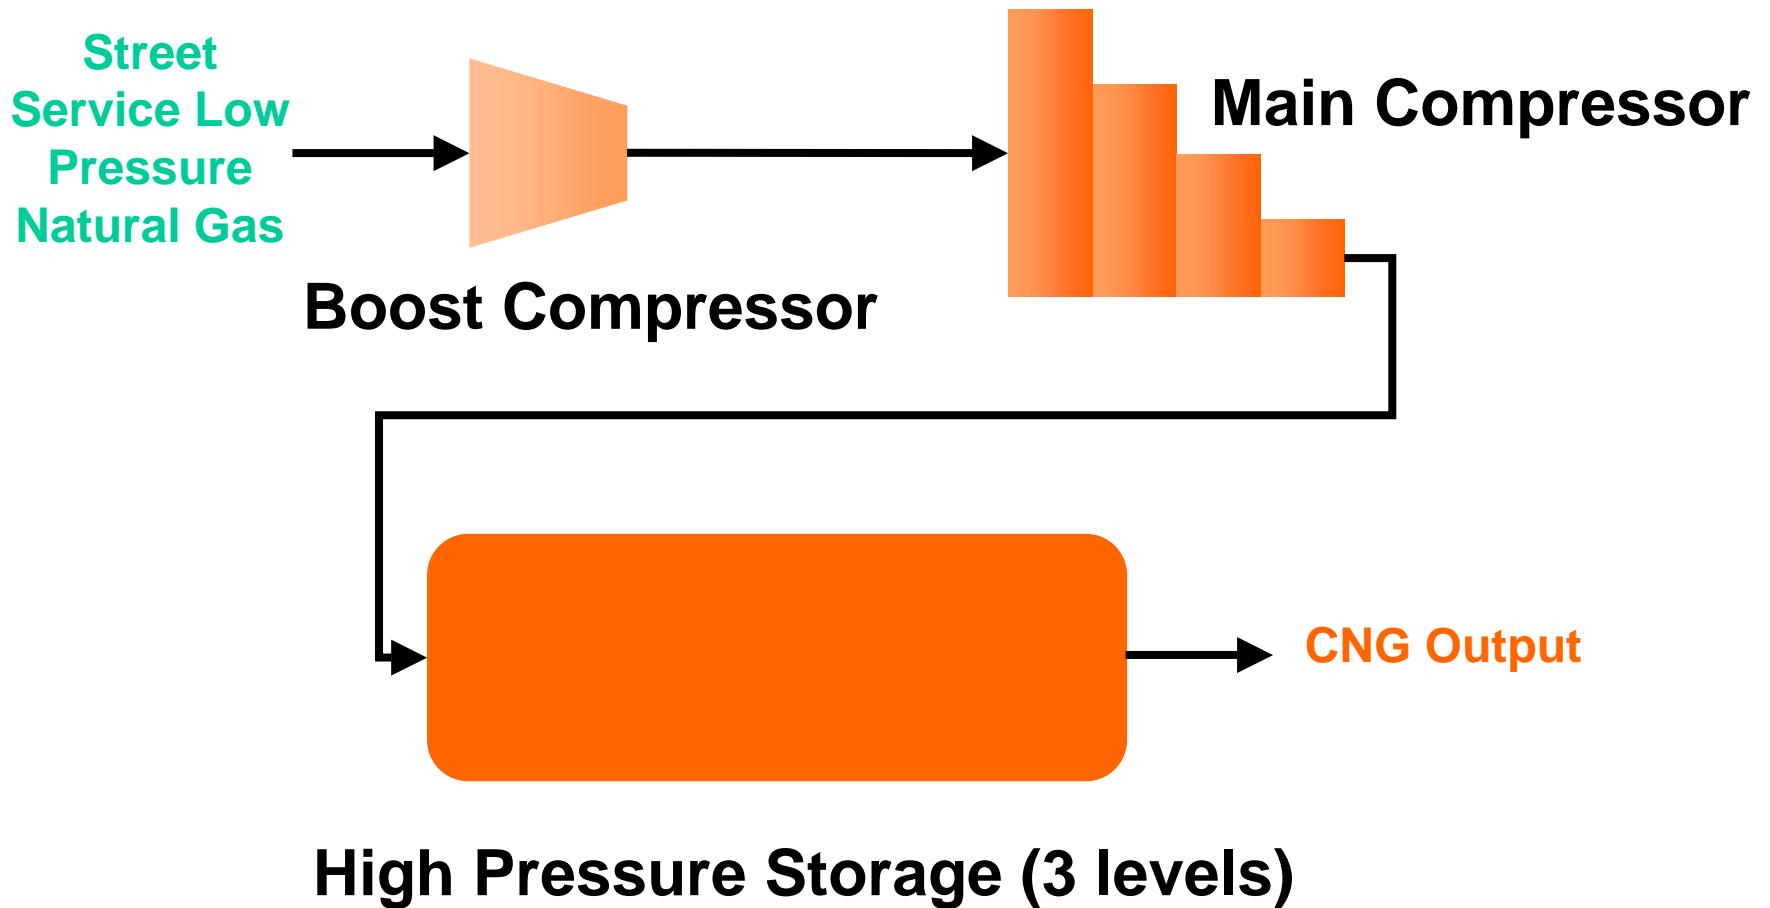 Street
Service Low
Pressure
Natural Gas
Main Compressor
Boost Compressor
CNG Output
High Pressure Storage (3 levels)